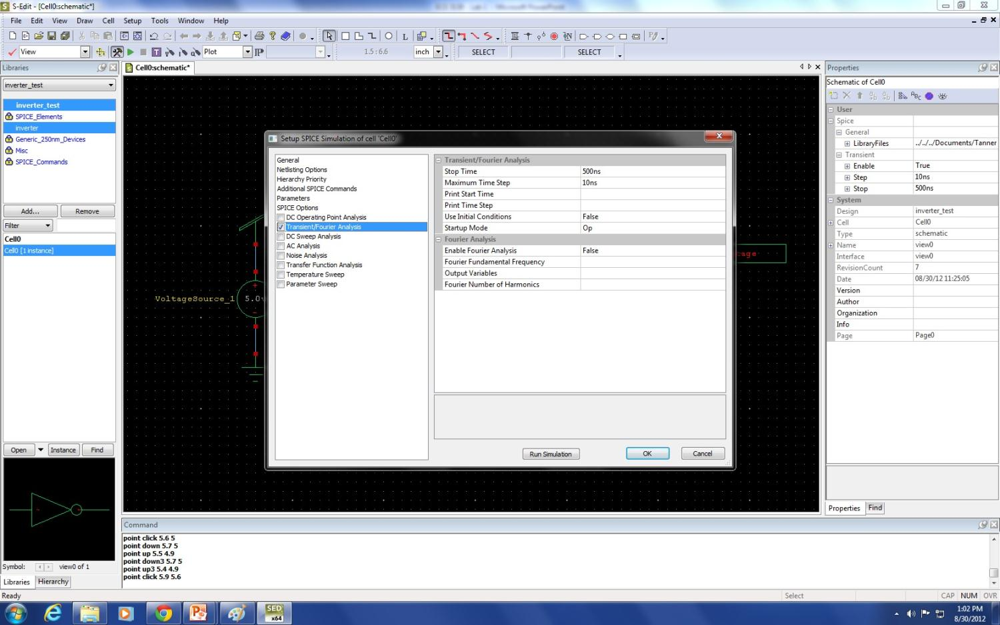 S-Edit - [Cell0:schematic*]
File Edit View Draw Cell Setup Tools Window Help
View Plot 1.5 : 6.6 inch SELECT SELECT
Libraries
inverter_test
inverter_test
SPICE_Elements
inverter
Generic_250nm_Devices
Misc
SPICE_Commands
Add... Remove
Filter
Cell0
Cell0 [1 instance]
Open Instance Find
Symbol: view0 of 1
Libraries Hierarchy
Cell0:schematic*
VoltageSource_1
5.0
Setup SPICE Simulation of cell 'Cell0'
General
Netlisting Options
Hierarchy Priority
Additional SPICE Commands
Parameters
SPICE Options
DC Operating Point Analysis
Transient/Fourier Analysis
DC Sweep Analysis
AC Analysis
Noise Analysis
Transfer Function Analysis
Temperature Sweep
Parameter Sweep
Transient/Fourier Analysis
Stop Time 500ns
Maximum Time Step 10ns
Print Start Time
Print Time Step
Use Initial Conditions False
Startup Mode Op
Fourier Analysis
Enable Fourier Analysis False
Fourier Fundamental Frequency
Output Variables
Fourier Number of Harmonics
Run Simulation OK Cancel
Properties
Schematic of Cell0
User
Spice
General
LibraryFiles ../../../Documents/Tanner
Transient
Enable True
Step 10ns
Stop 500ns
System
Design inverter_test
Cell Cell0
Type schematic
Name view0
Interface view0
RevisionCount 7
Date 08/30/12 11:25:05
Version
Author
Organization
Info
Page Page0
Properties Find
Command
point click 5.6 5
point down 5.7 5
point up 5.5 4.9
point down3 5.7 5
point up3 5.4 4.9
point click 5.9 5.6
Ready Select CAP NUM OVR
SED
x64
1:02 PM
8/30/2012